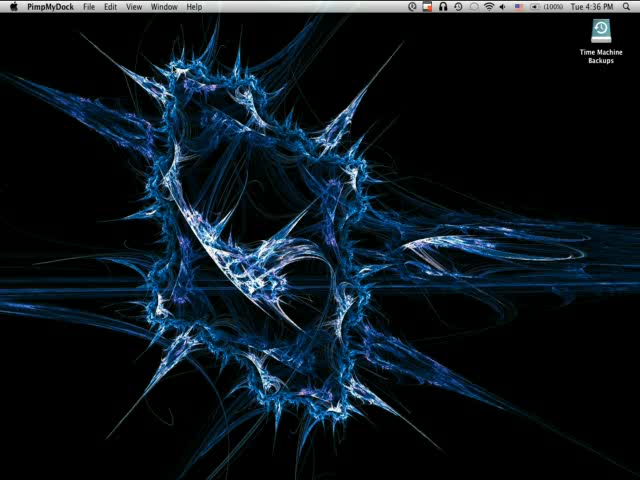 PimpMyDock File Edit View Window Help (100%) Tue 4:36 PM
Time Machine
Backups